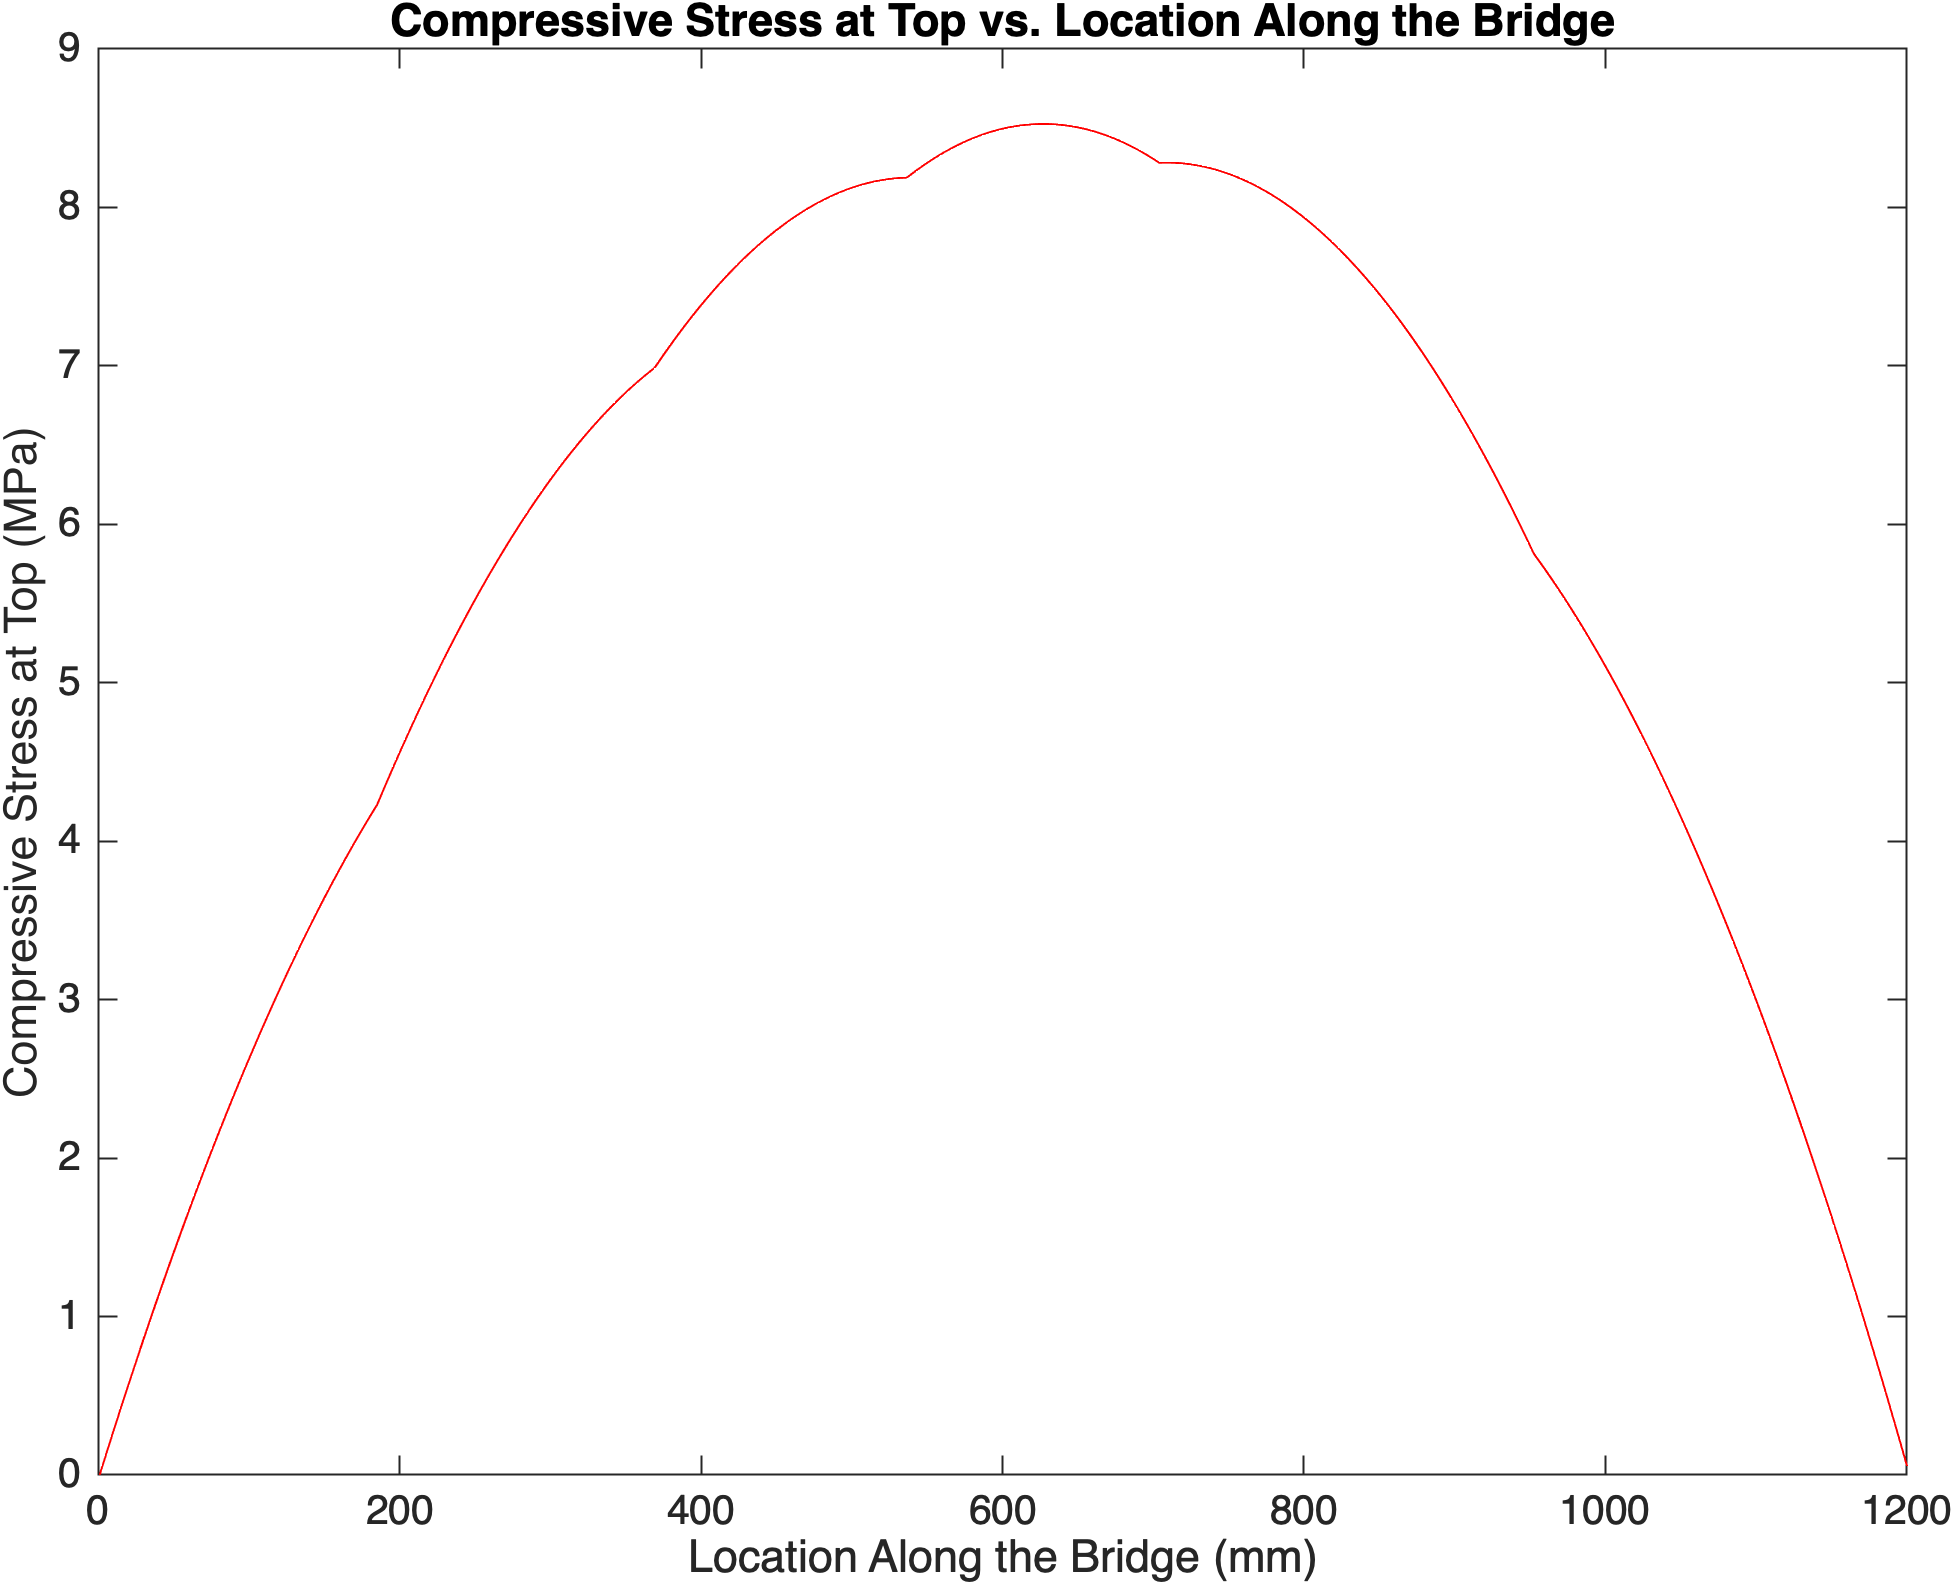 Compressive Stress at Top vs. Location Along the Bridge
Compressive Stress at Top (MPa)
9
8
7
6
5
4
3
2
1
0
0 200 400 600 800 1000 1200
Location Along the Bridge (mm)